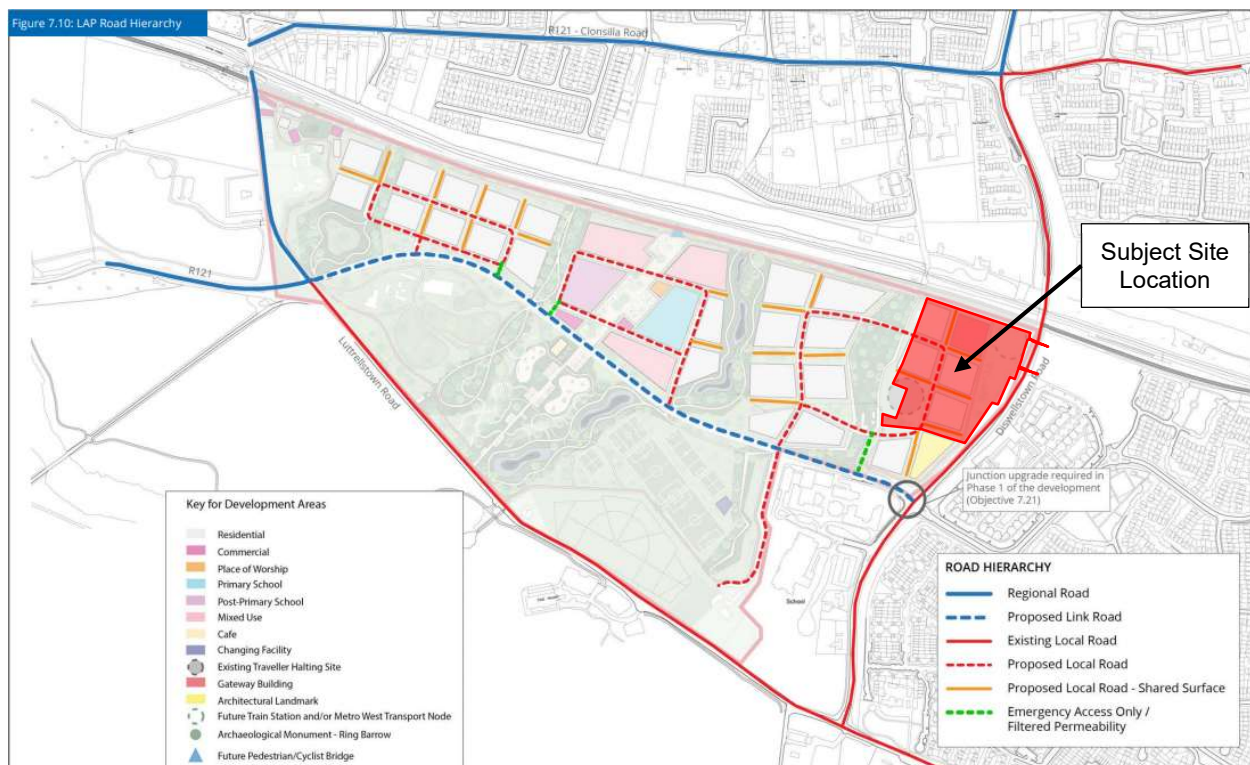 Figure 7.10: LAP Road Hierarchy
R121 - Clonsilla Road
Subject Site
Location
R121
Luttrellstown Road
Diswellstown Road
Junction upgrade required in
Phase 1 of the development
(Objective 7.21)
School
Key for Development Areas
Residential
Commercial
Place of Worship
Primary School
Post-Primary School
Mixed Use
Cafe
Changing Facility
Existing Traveller Halting Site
Gateway Building
Architectural Landmark
Future Train Station and/or Metro West Transport Node
Archaeological Monument - Ring Barrow
Future Pedestrian/Cyclist Bridge
ROAD HIERARCHY
Regional Road
Proposed Link Road
Existing Local Road
Proposed Local Road
Proposed Local Road - Shared Surface
Emergency Access Only /
Filtered Permeability